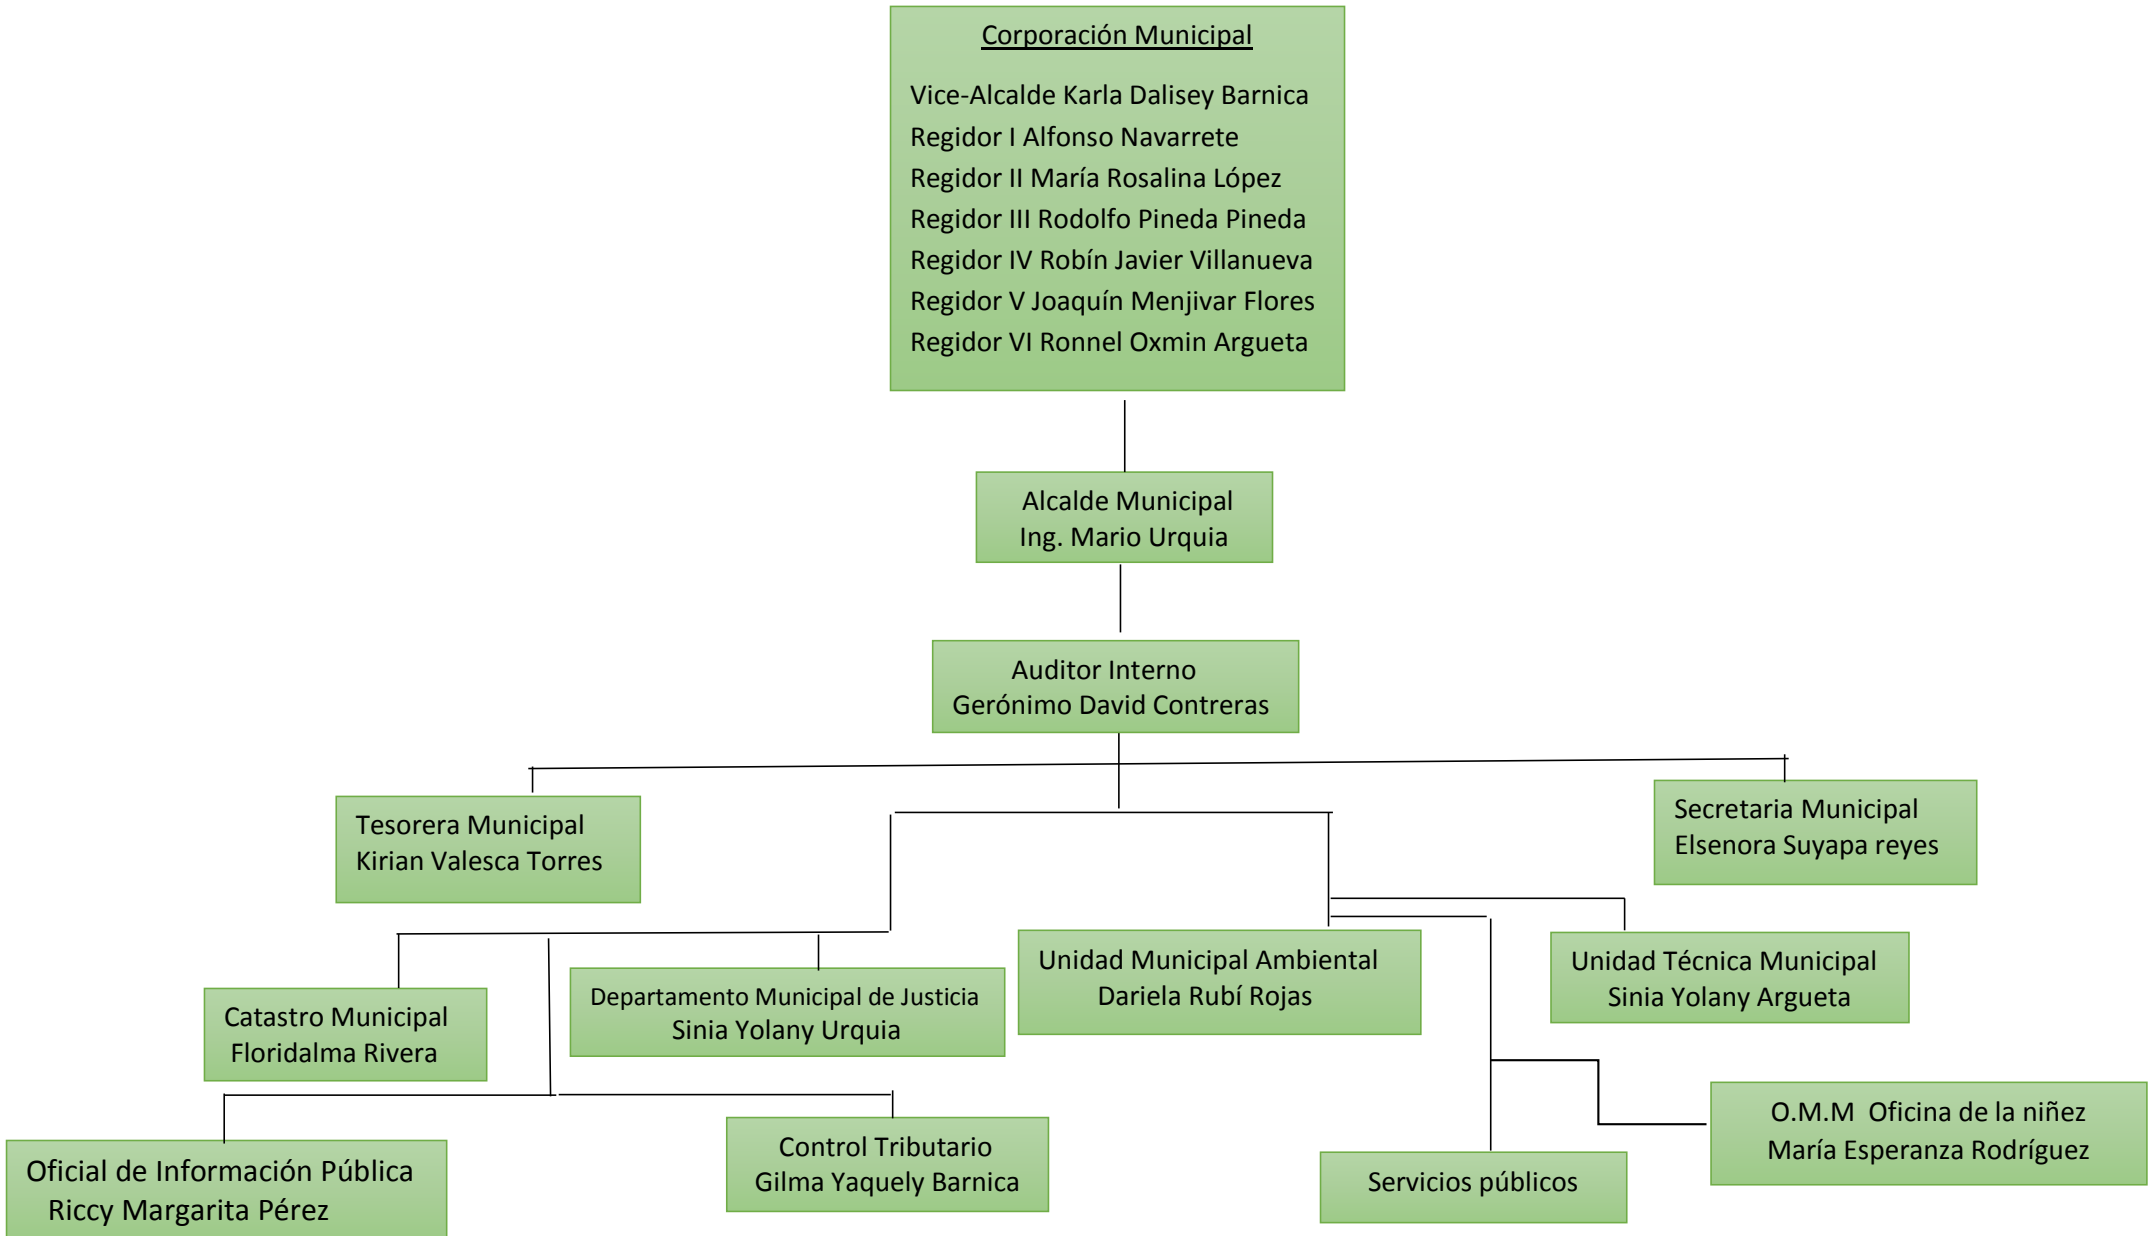 Corporación Municipal
Vice-Alcalde Karla Dalisey Barnica
Regidor I Alfonso Navarrete
Regidor II María Rosalina López
Regidor III Rodolfo Pineda Pineda
Regidor IV Robín Javier Villanueva
Regidor V Joaquín Menjivar Flores
Regidor VI Ronnel Oxmin Argueta
Alcalde Municipal
Ing. Mario Urquia
Auditor Interno
Gerónimo David Contreras
Tesorera Municipal
Kirian Valesca Torres
Secretaria Municipal
Elsenora Suyapa reyes
Catastro Municipal
Floridalma Rivera
Departamento Municipal de Justicia
Sinia Yolany Urquia
Unidad Municipal Ambiental
Dariela Rubí Rojas
Unidad Técnica Municipal
Sinia Yolany Argueta
Oficial de Información Pública
Riccy Margarita Pérez
Control Tributario
Gilma Yaquely Barnica
Servicios públicos
O.M.M  Oficina de la niñez
María Esperanza Rodríguez